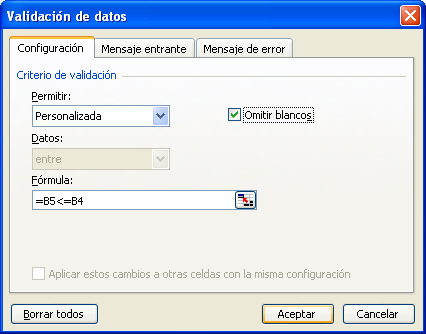 Validación de datos
Configuración Mensaje entrante Mensaje de error
Criterio de validación
Permitir:
Personalizada Omitir blancos
Datos:
entre
Fórmula:
=B5<=B4
Aplicar estos cambios a otras celdas con la misma configuración
Borrar todos Aceptar Cancelar